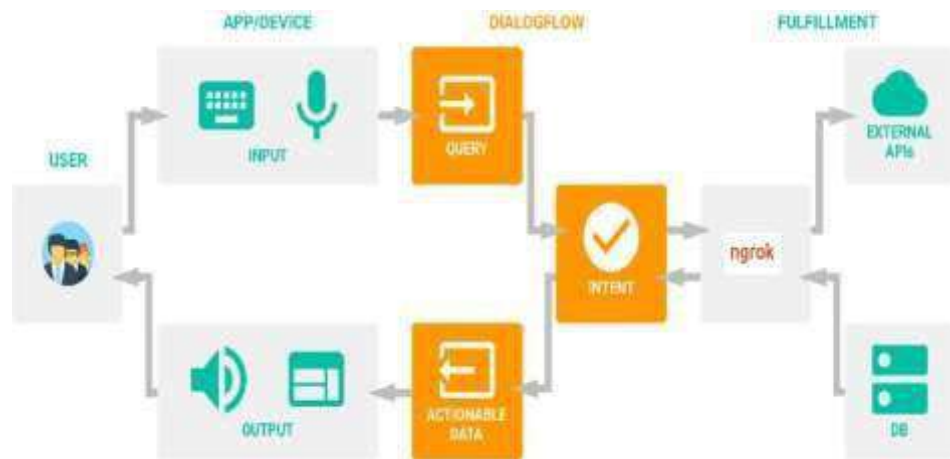 APP/DEVICE
DIALOGFLOW
FULFILLMENT
INPUT
QUERY
EXTERNAL
APIs
USER
ngrok
INTENT
OUTPUT
ACTIONABLE
DATA
DB